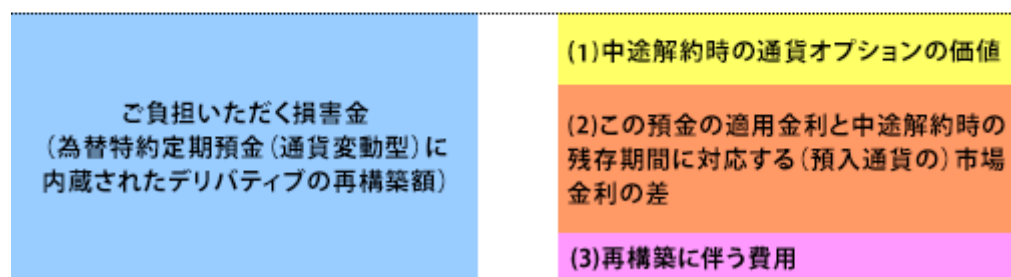 ご負担いただく損害金
（為替特約定期預金（通貨変動型）に
内蔵されたデリバティブの再構築額）
(1)中途解約時の通貨オプションの価値
(2)この預金の適用金利と中途解約時の
残存期間に対応する（預入通貨の）市場
金利の差
(3)再構築に伴う費用